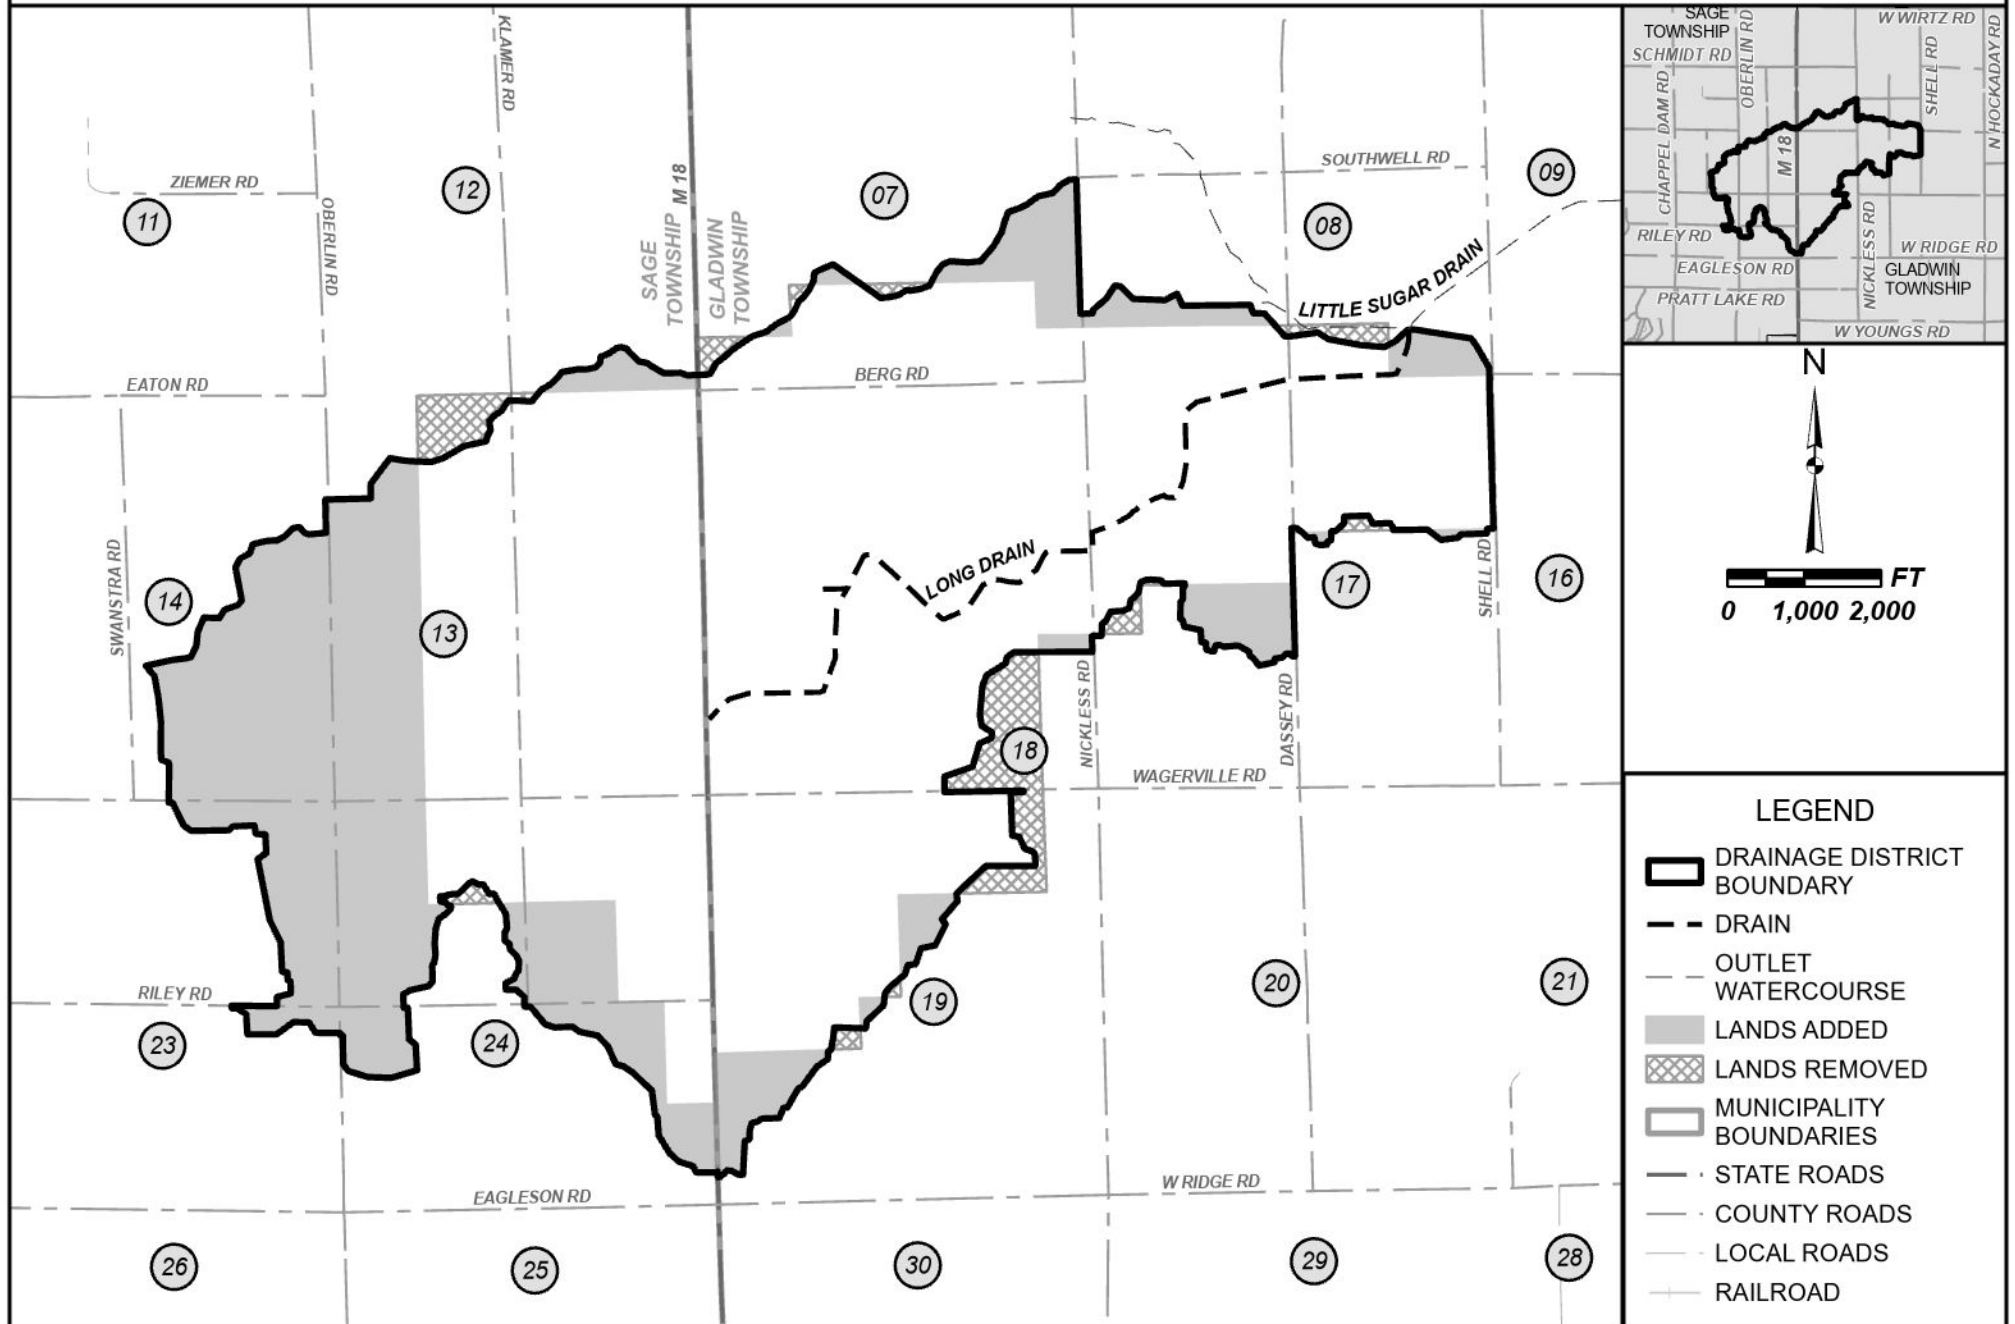 KLAMER RD
ZIEMER RD
11
12
OBERLIN RD
SAGE
TOWNSHIP
M 18
GLADWIN
TOWNSHIP
07
SOUTHWELL RD
09
08
LITTLE SUGAR DRAIN
EATON RD
BERG RD
SWANSTRA RD
14
13
LONG DRAIN
17
SHELL RD
16
NICKLESS RD
DASSEY RD
18
WAGERVILLE RD
RILEY RD
23
24
19
20
21
EAGLESON RD
W RIDGE RD
26
25
30
29
28
SAGE
TOWNSHIP
W WIRTZ RD
SCHMIDT RD
OBERLIN RD
SHELL RD
N HOCKADAY RD
CHAPPEL DAM RD
M 18
NICKLESS RD
RILEY RD
W RIDGE RD
EAGLESON RD
GLADWIN
TOWNSHIP
PRATT LAKE RD
W YOUNGS RD
N
FT
0 1,000 2,000
LEGEND
DRAINAGE DISTRICT
BOUNDARY
DRAIN
OUTLET
WATERCOURSE
LANDS ADDED
LANDS REMOVED
MUNICIPALITY
BOUNDARIES
STATE ROADS
COUNTY ROADS
LOCAL ROADS
RAILROAD